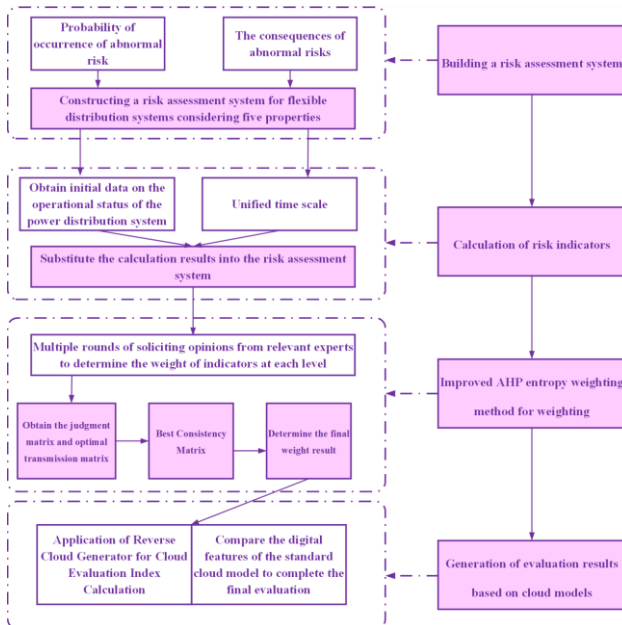 Probability of
occurrence of abnormal
risk
The consequences of
abnormal risks
Constructing a risk assessment system for flexible
distribution systems considering five properties
Building a risk assessment system
Obtain initial data on the
operational status of the
power distribution system
Unified time scale
Substitute the calculation results into the risk assessment
system
Calculation of risk indicators
Multiple rounds of soliciting opinions from relevant experts
to determine the weight of indicators at each level
Obtain the judgment
matrix and optimal
transmission matrix
Best Consistency
Matrix
Determine the final
weight result
Improved AHP entropy weighting
method for weighting
Application of Reverse
Cloud Generator for Cloud
Evaluation Index
Calculation
Compare the digital
features of the standard
cloud model to complete the
final evaluation
Generation of evaluation results
based on cloud models